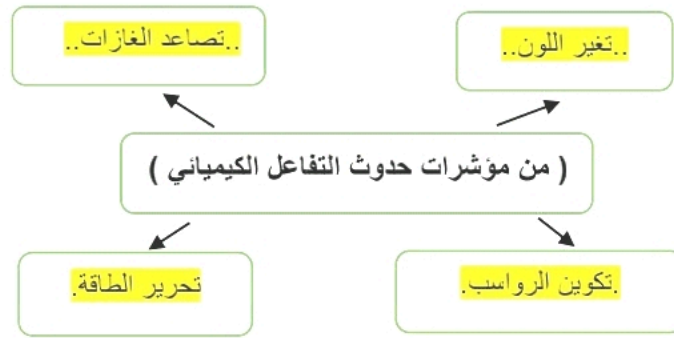 ..تغير اللون..
..تصاعد الغازات..
( من مؤشرات حدوث التفاعل الكيميائي )
.تكوين الرواسب.
تحرير الطاقة.